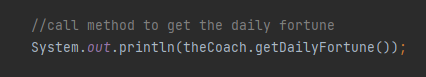 //call method to get the daily fortune
System.out.println(theCoach.getDailyFortune());